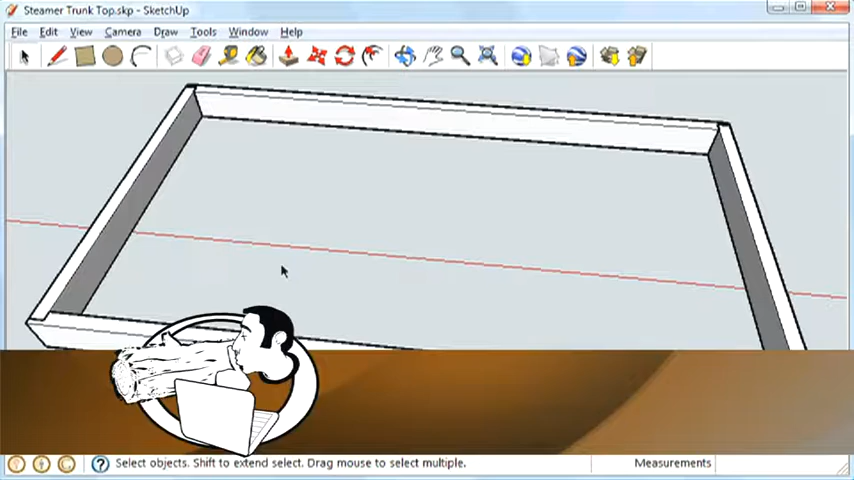 Steamer Trunk Top.skp - SketchUp
File Edit View Camera Draw Tools Window Help
Select objects. Shift to extend select. Drag mouse to select multiple.
Measurements